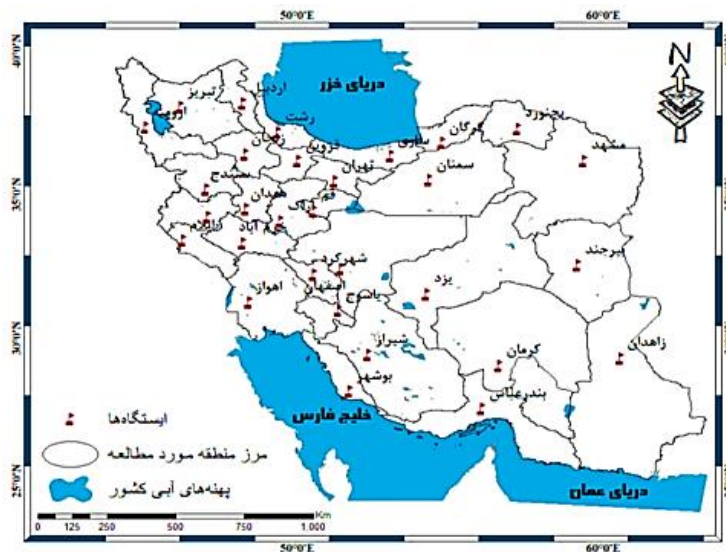 50°0'E
60°0'E
40°0'N
35°0'N
30°0'N
25°0'N
N
دریای خزر
تبریز
اردبیل
ارومیه
رشت
زنجان
قزوین
ساری
گرگان
بجنورد
مشهد
تهران
سمنان
سنندج
همدان
قم
اراک
ایلام
خرم آباد
بیرجند
شهرکرد
اصفهان
یزد
اهواز
یاسوج
شیراز
کرمان
زاهدان
بوشهر
بندرعباس
خلیج فارس
دریای عمان
ایستگاه‌ها
مرز منطقه مورد مطالعه
پهنه‌های آبی کشور
0 125 250 500 750 1.000
Km
50°0'E
60°0'E